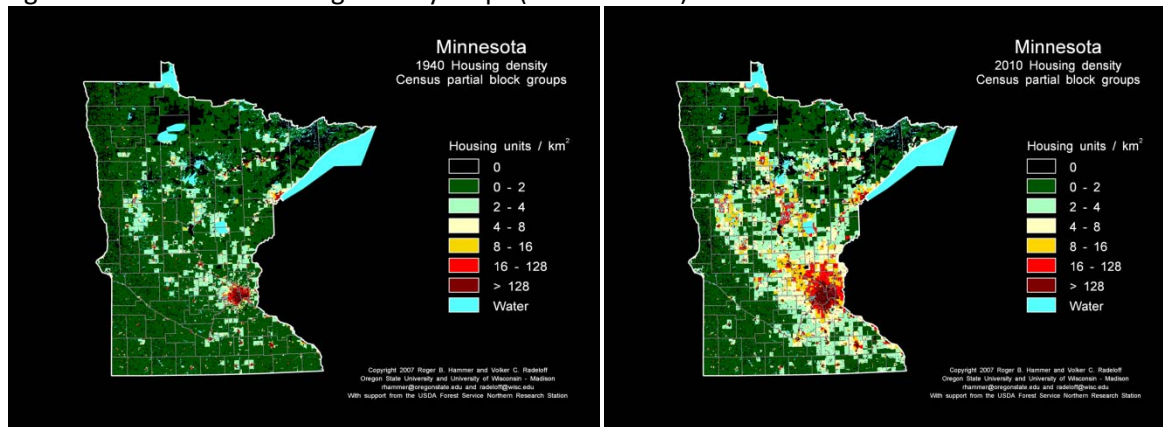 Minnesota
1940 Housing density
Census partial block groups
Housing units / km²
0
0 - 2
2 - 4
4 - 8
8 - 16
16 - 128
> 128
Water
Copyright 2007 Roger B. Hammer and Volker C. Radeloff
Oregon State University and University of Wisconsin - Madison
rhammer@oregonstate.edu and radeloff@wisc.edu
With support from the USDA Forest Service Northern Research Station
Minnesota
2010 Housing density
Census partial block groups
Housing units / km²
0
0 - 2
2 - 4
4 - 8
8 - 16
16 - 128
> 128
Water
Copyright 2007 Roger B. Hammer and Volker C. Radeloff
Oregon State University and University of Wisconsin - Madison
rhammer@oregonstate.edu and radeloff@wisc.edu
With support from the USDA Forest Service Northern Research Station